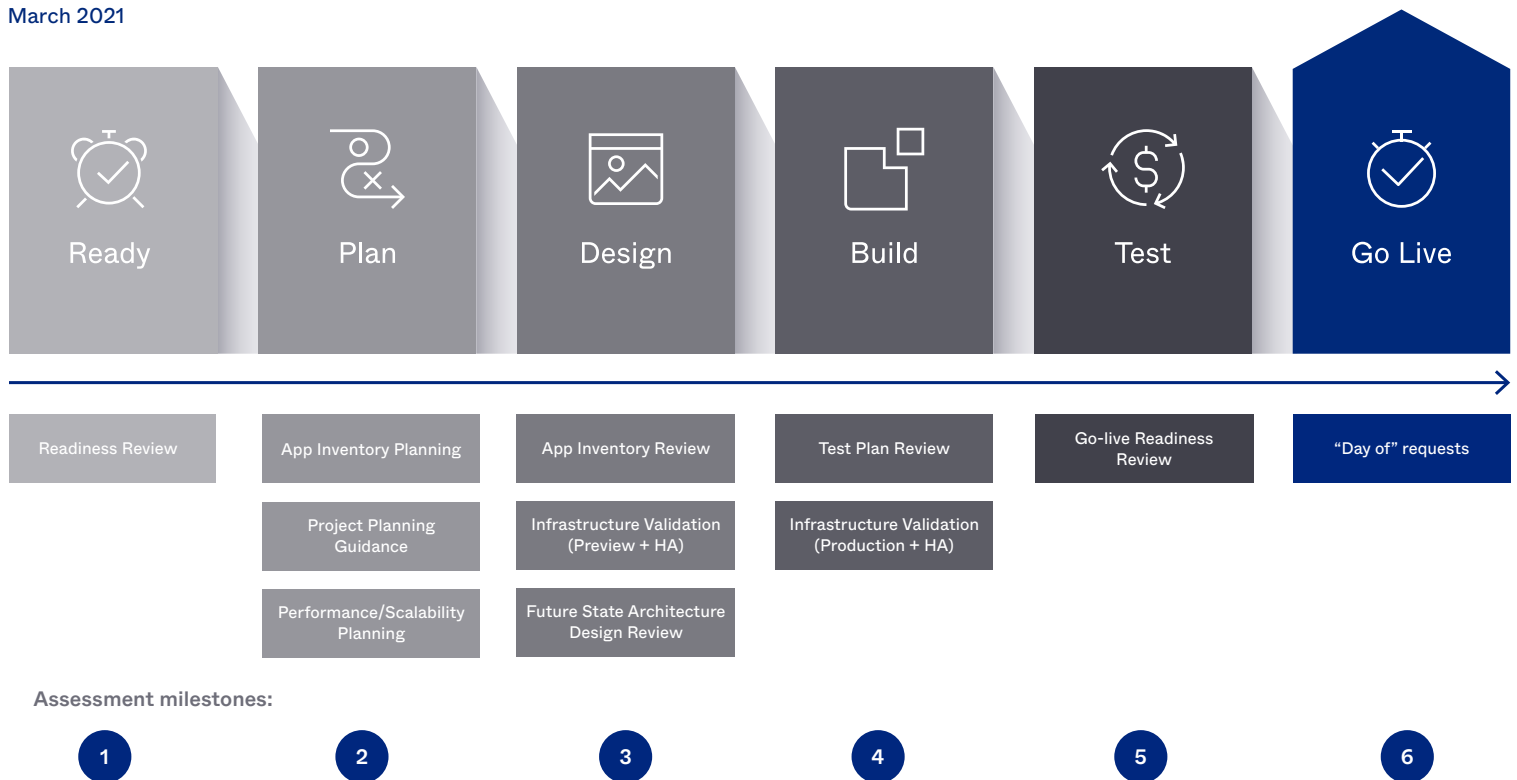 March 2021
Ready
Plan
Design
Build
$
Test
Go Live
Readiness Review
App Inventory Planning
App Inventory Review
Test Plan Review
Go-live Readiness
Review
“Day of” requests
Project Planning
Guidance
Infrastructure Validation
(Preview + HA)
Infrastructure Validation
(Production + HA)
Performance/Scalability
Planning
Future State Architecture
Design Review
Assessment milestones:
1
2
3
4
5
6